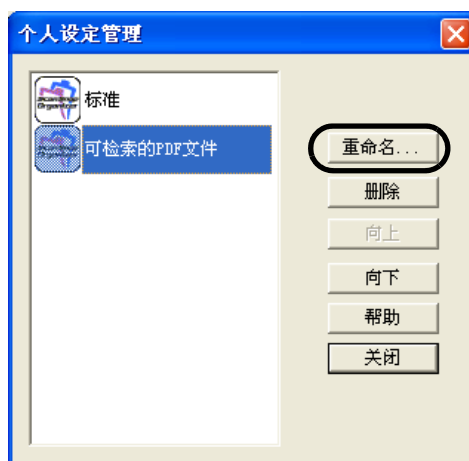 个人设定管理
标准
可检索的PDF文件
重命名...
删除
向上
向下
帮助
关闭